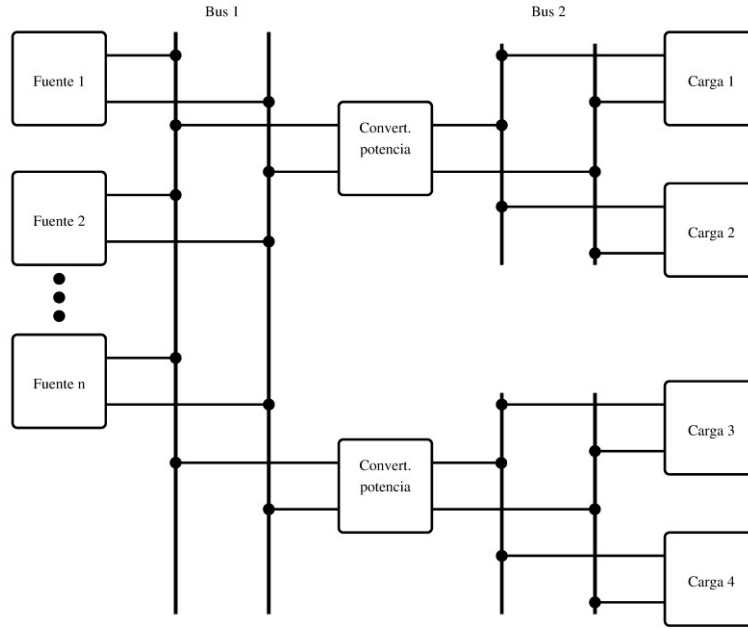 Bus 1
Bus 2
Fuente 1
Carga 1
Convert.
potencia
Fuente 2
Carga 2
Fuente n
Carga 3
Convert.
potencia
Carga 4